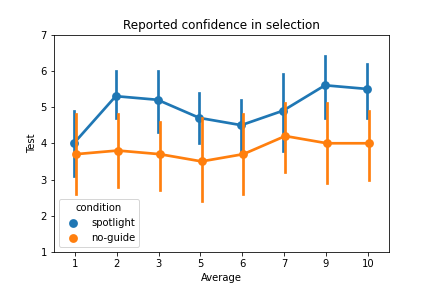 Reported confidence in selection
7
6
5
4
3
2
1
Test
condition
spotlight
no-guide
1 2 3 5 6 7 9 10
Average